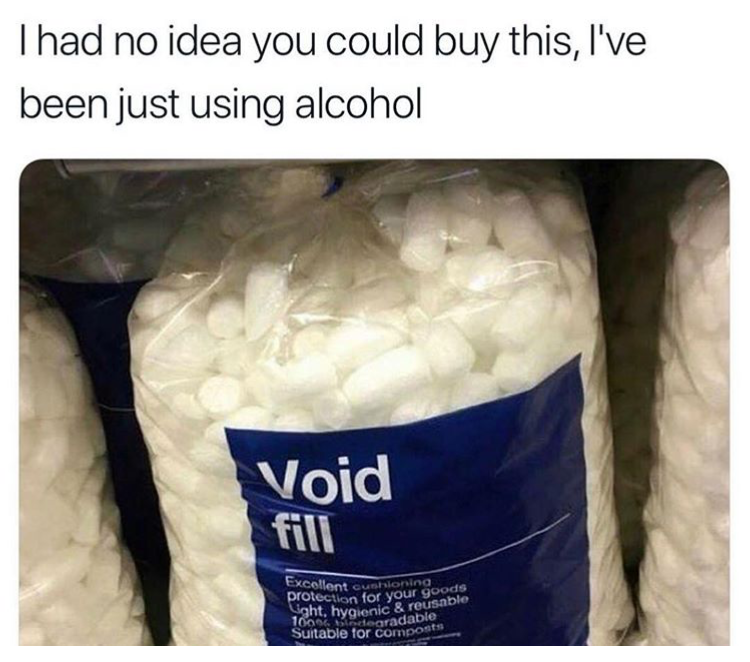 I had no idea you could buy this, I've
been just using alcohol
Void
fill
Excellent cushioning
protection for your goods
Light, hygienic & reusable
100% biodegradable
Suitable for composts